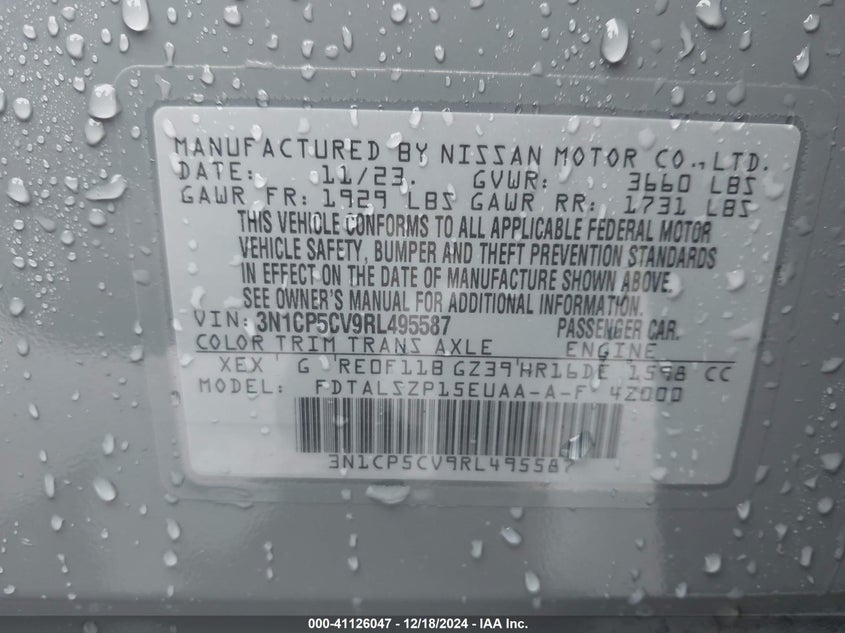 MANUFACTURED BY NISSAN MOTOR CO., LTD.
DATE: 11/23. GVWR: 3660 LBS
GAWR FR: 1929 LBS GAWR RR: 1731 LBS
THIS VEHICLE CONFORMS TO ALL APPLICABLE FEDERAL MOTOR
VEHICLE SAFETY, BUMPER AND THEFT PREVENTION STANDARDS
IN EFFECT ON THE DATE OF MANUFACTURE SHOWN ABOVE.
SEE OWNER'S MANUAL FOR ADDITIONAL INFORMATION.
VIN: 3N1CP5CV9RL495587 PASSENGER CAR.
COLOR TRIM TRANS AXLE ENGINE
XEX G RE0F11B GZ39 HR16DE 1598 CC
MODEL: FDTALSZP15EUAA-A-F 4Z000
3N1CP5CV9RL495587
000-41126047 - 12/18/2024 - IAA Inc.